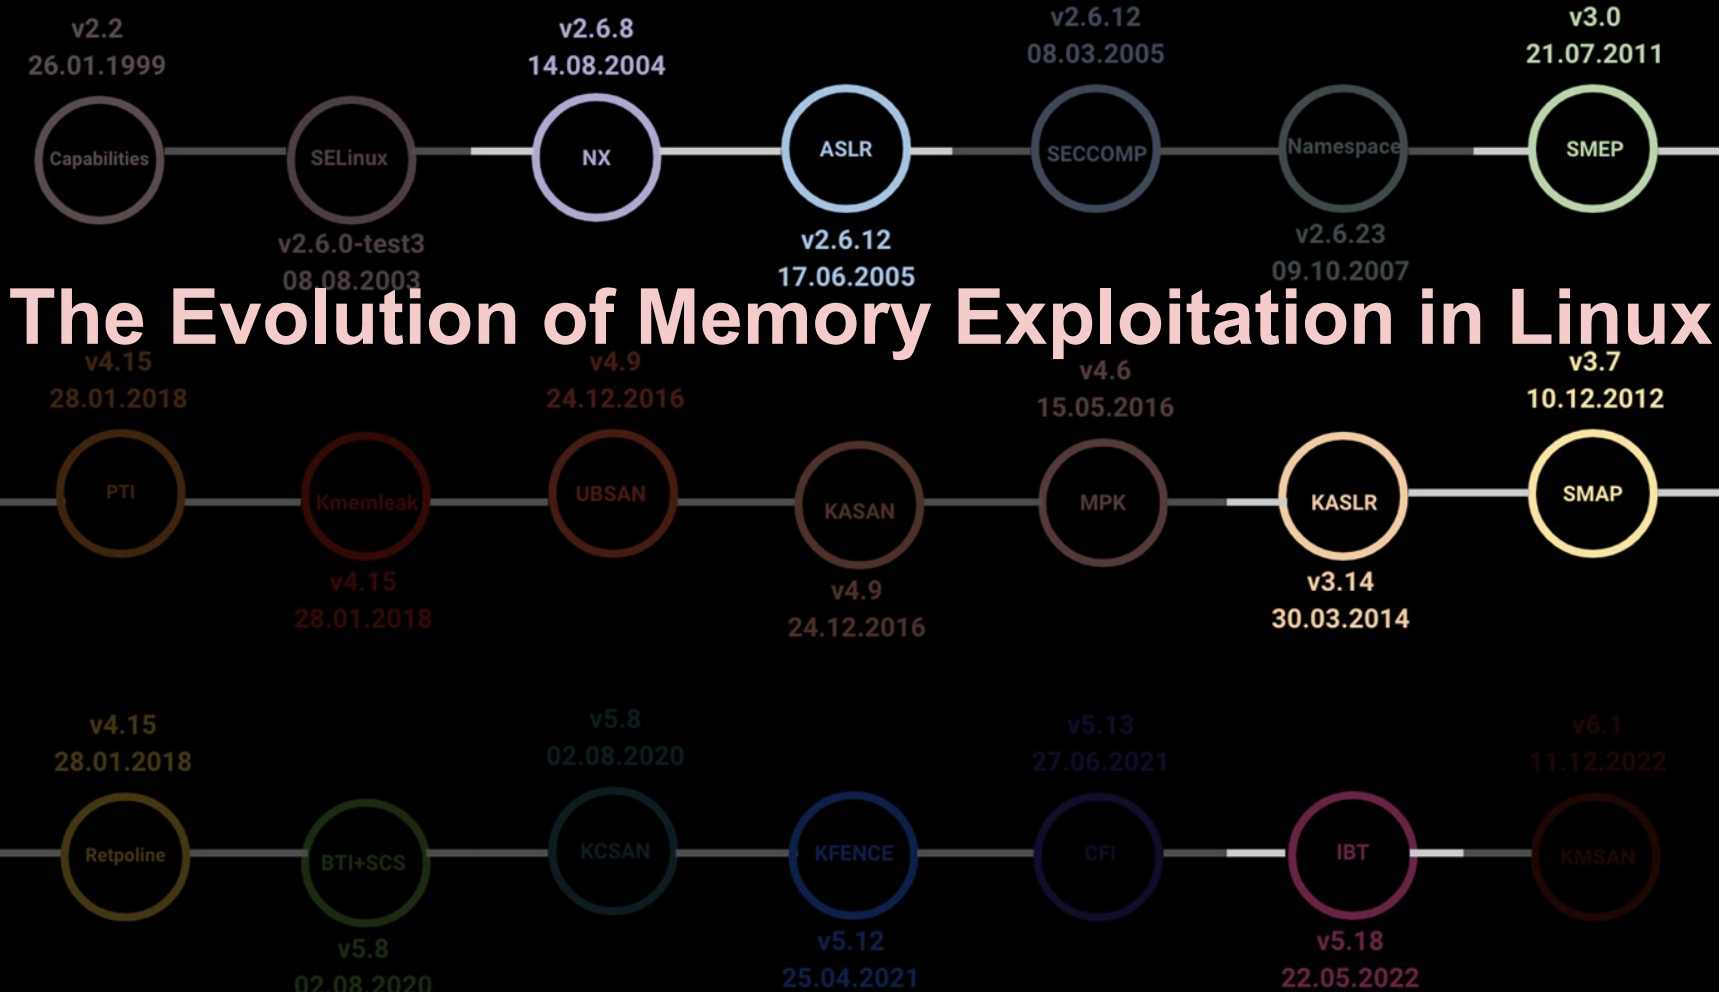 v2.2
26.01.1999
Capabilities
SELinux
v2.6.0-test3
08.08.2003
v2.6.8
14.08.2004
NX
ASLR
v2.6.12
17.06.2005
v2.6.12
08.03.2005
SECCOMP
Namespace
v2.6.23
09.10.2007
v3.0
21.07.2011
SMEP
The Evolution of Memory Exploitation in Linux
v4.15
28.01.2018
PTI
Kmemleak
v4.15
28.01.2018
v4.9
24.12.2016
UBSAN
KASAN
v4.9
24.12.2016
v4.6
15.05.2016
MPK
KASLR
v3.14
30.03.2014
v3.7
10.12.2012
SMAP
v4.15
28.01.2018
Retpoline
BTI+SCS
v5.8
02.08.2020
v5.8
02.08.2020
KCSAN
KFENCE
v5.12
25.04.2021
v5.13
27.06.2021
CFI
IBT
v5.18
22.05.2022
v6.1
11.12.2022
KMSAN